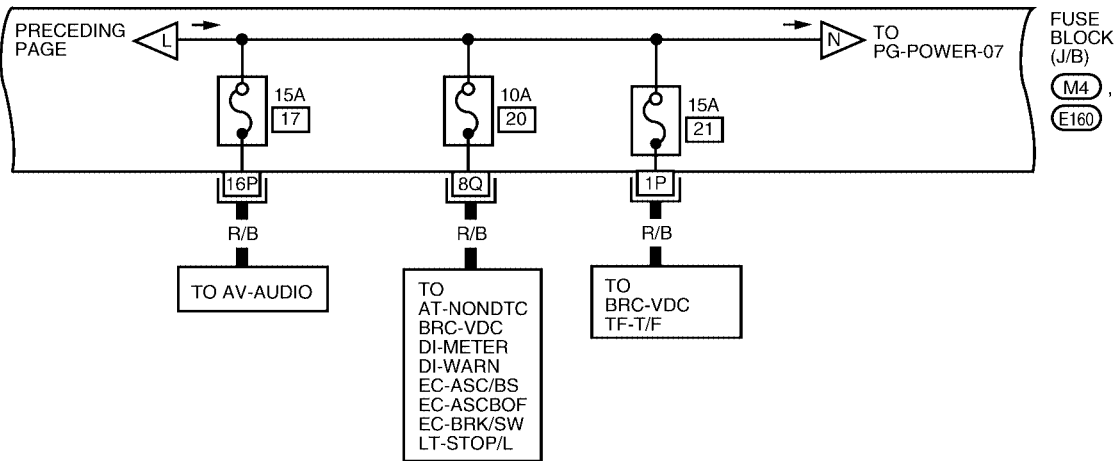 PRECEDING
PAGE
L
N
TO
PG-POWER-07
FUSE
BLOCK
(J/B)
M4 ,
E160
15A
17
10A
20
15A
21
16P
8Q
1P
R/B
R/B
R/B
TO AV-AUDIO
TO
AT-NONDTC
BRC-VDC
DI-METER
DI-WARN
EC-ASC/BS
EC-ASCBOF
EC-BRK/SW
LT-STOP/L
TO
BRC-VDC
TF-T/F